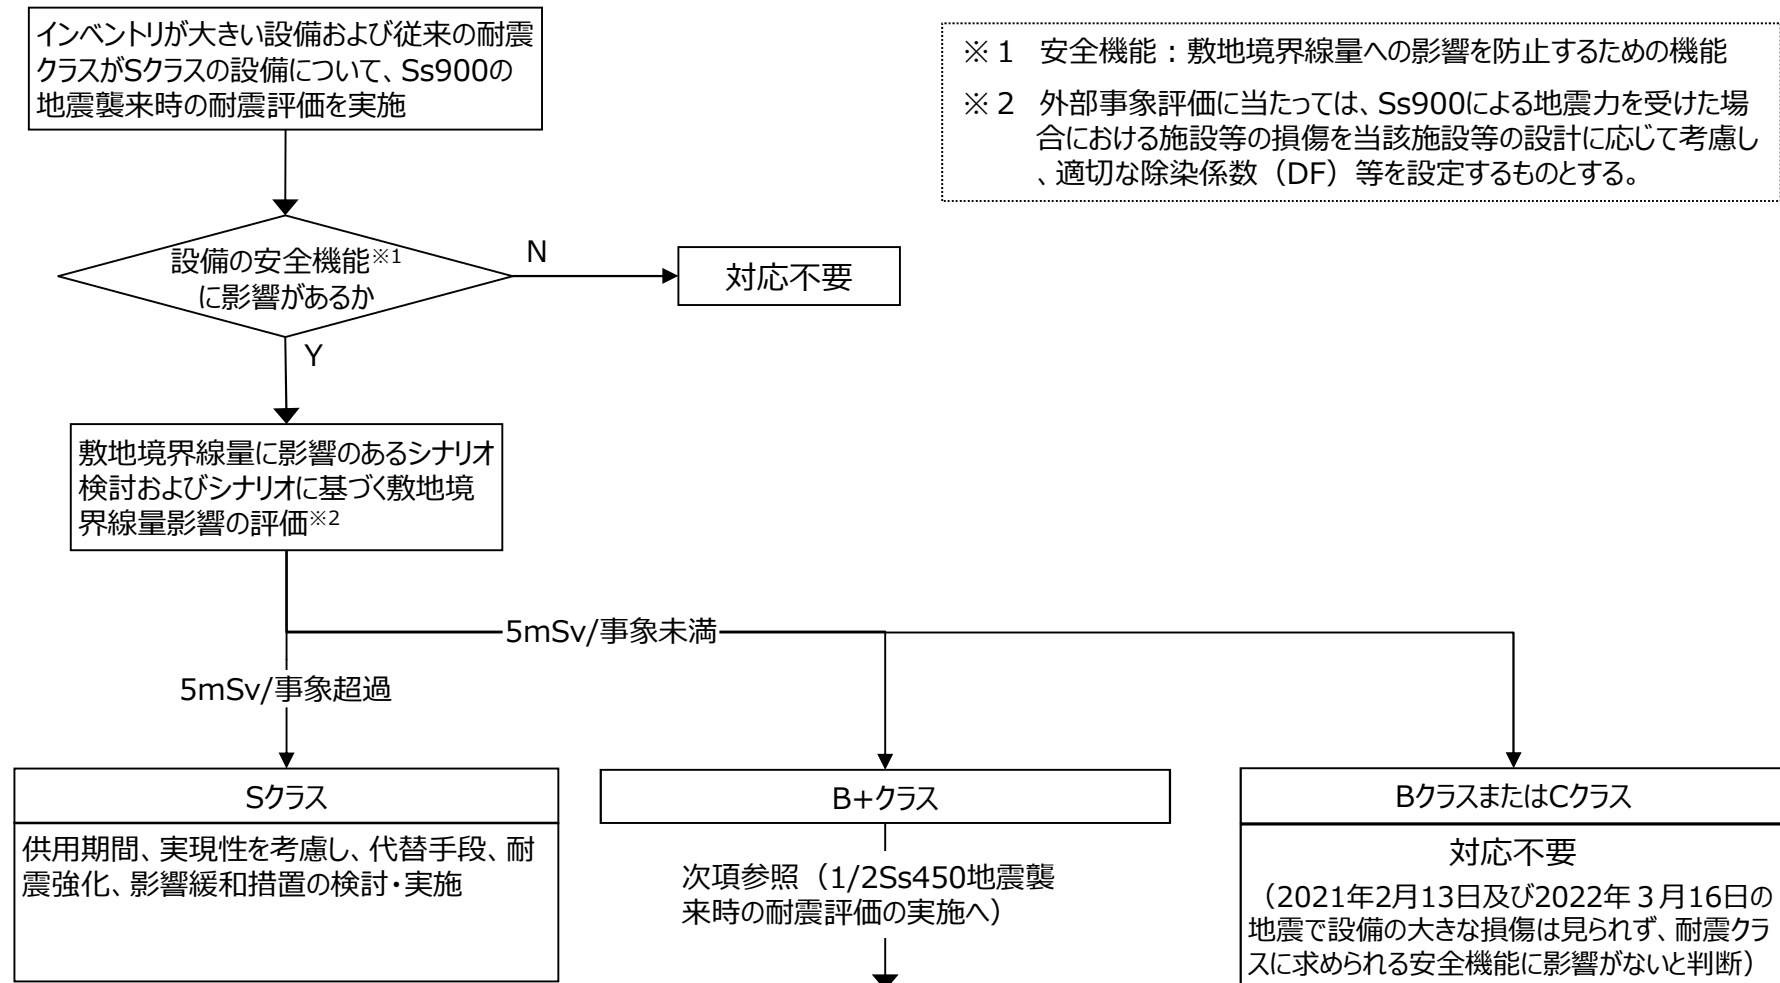 インベントリが大きい設備および従来の耐震
クラスがSクラスの設備について、Ss900の
地震襲来時の耐震評価を実施
※１　安全機能：敷地境界線量への影響を防止するための機能
※２　外部事象評価に当たっては、Ss900による地震力を受けた場
合における施設等の損傷を当該施設等の設計に応じて考慮し
、適切な除染係数（DF）等を設定するものとする。
設備の安全機能※1
に影響があるか
N
対応不要
Y
敷地境界線量に影響のあるシナリオ
検討およびシナリオに基づく敷地境
界線量影響の評価※2
5mSv/事象未満
5mSv/事象超過
Sクラス
供用期間、実現性を考慮し、代替手段、耐
震強化、影響緩和措置の検討・実施
B+クラス
次項参照（1/2Ss450地震襲
来時の耐震評価の実施へ）
BクラスまたはCクラス
対応不要
（2021年2月13日及び2022年３月16日の
地震で設備の大きな損傷は見られず、耐震クラ
スに求められる安全機能に影響がないと判断）